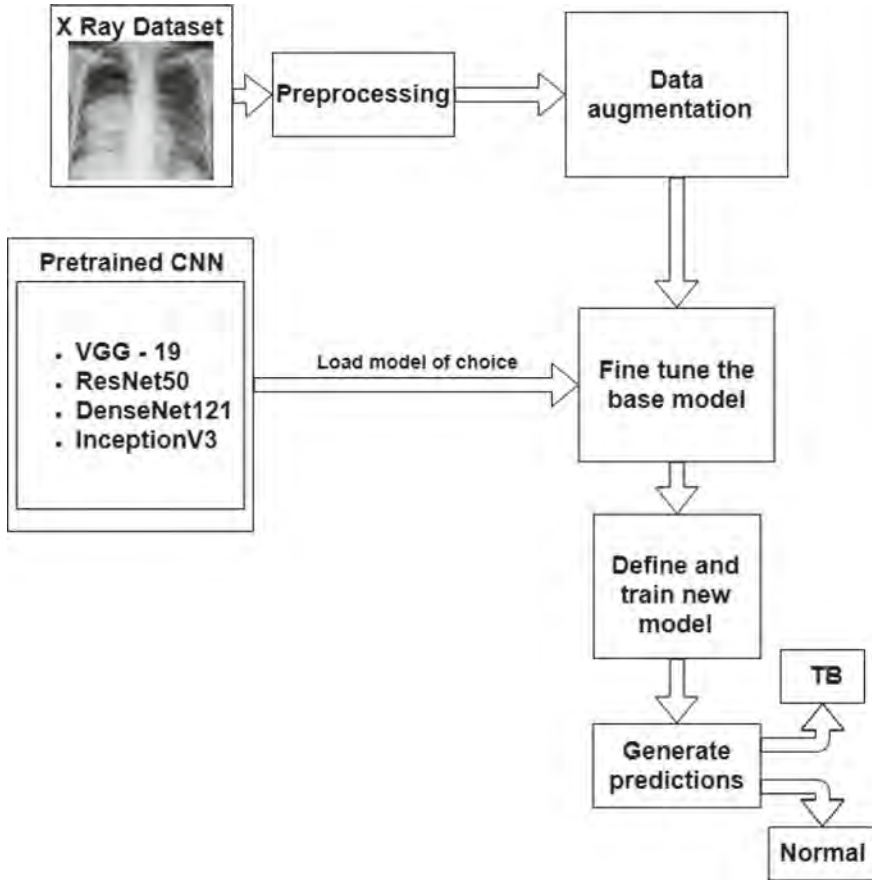 X Ray Dataset
Preprocessing
Data
augmentation
Pretrained CNN
• VGG - 19
• ResNet50
• DenseNet121
• InceptionV3
Load model of choice
Fine tune the
base model
Define and
train new
model
Generate
predictions
TB
Normal